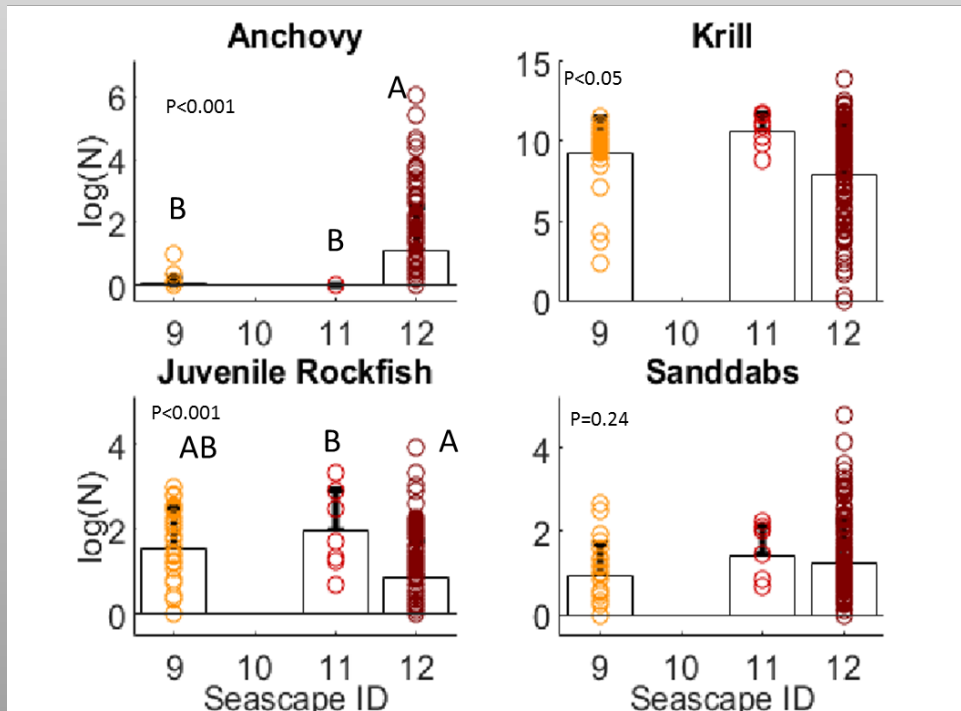 Anchovy
P<0.001
A
B
B
log(N)
6
4
2
0
9 10 11 12
Krill
P<0.05
15
10
5
0
9 10 11 12
Juvenile Rockfish
P<0.001
AB B A
log(N)
4
2
0
9 10 11 12
Seascape ID
Sanddabs
P=0.24
4
2
0
9 10 11 12
Seascape ID